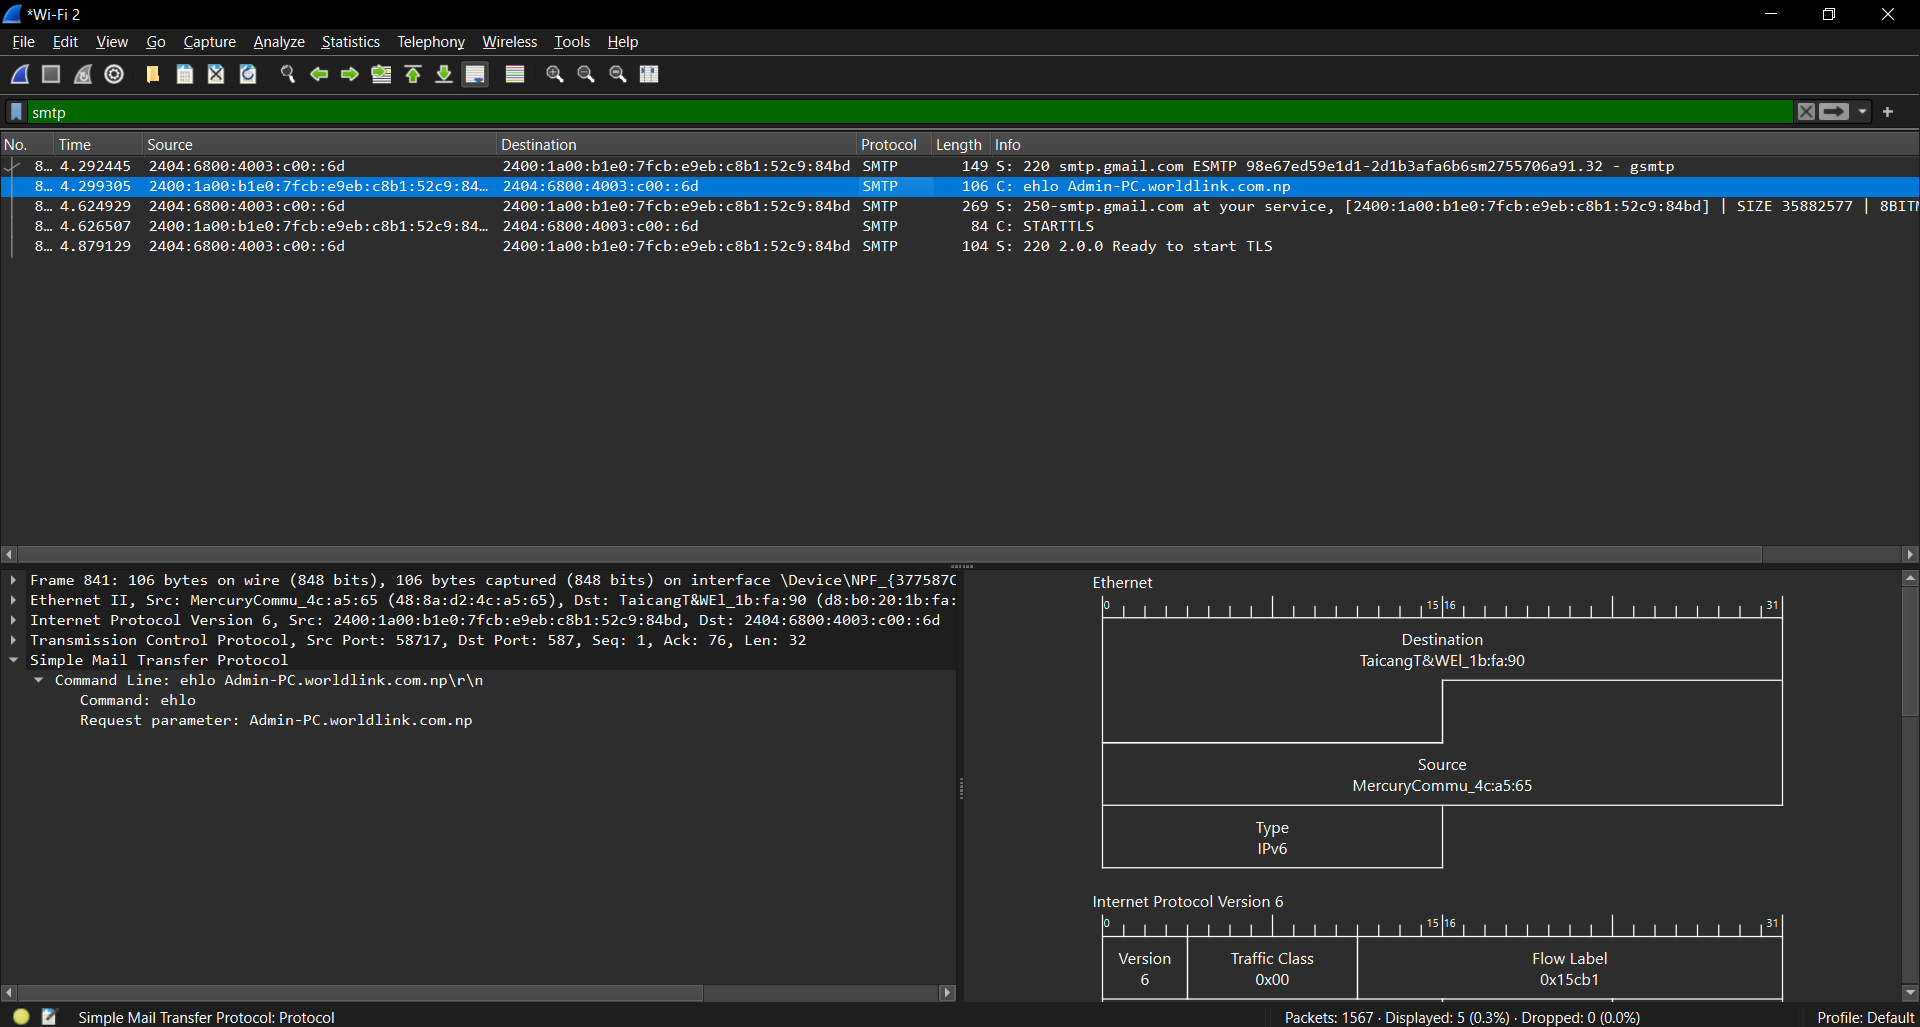 *Wi-Fi 2
File Edit View Go Capture Analyze Statistics Telephony Wireless Tools Help
smtp
No. Time Source Destination Protocol Length Info
8… 4.292445 2404:6800:4003:c00::6d 2400:1a00:b1e0:7fcb:e9eb:c8b1:52c9:84bd SMTP 149 S: 220 smtp.gmail.com ESMTP 98e67ed59e1d1-2d1b3afa6b6sm2755706a91.32 - gsmtp
8… 4.299305 2400:1a00:b1e0:7fcb:e9eb:c8b1:52c9:84… 2404:6800:4003:c00::6d SMTP 106 C: ehlo Admin-PC.worldlink.com.np
8… 4.624929 2404:6800:4003:c00::6d 2400:1a00:b1e0:7fcb:e9eb:c8b1:52c9:84bd SMTP 269 S: 250-smtp.gmail.com at your service, [2400:1a00:b1e0:7fcb:e9eb:c8b1:52c9:84bd] | SIZE 35882577 | 8BITM
8… 4.626507 2400:1a00:b1e0:7fcb:e9eb:c8b1:52c9:84… 2404:6800:4003:c00::6d SMTP 84 C: STARTTLS
8… 4.879129 2404:6800:4003:c00::6d 2400:1a00:b1e0:7fcb:e9eb:c8b1:52c9:84bd SMTP 104 S: 220 2.0.0 Ready to start TLS
Frame 841: 106 bytes on wire (848 bits), 106 bytes captured (848 bits) on interface \Device\NPF_{377587C
Ethernet II, Src: MercuryCommu_4c:a5:65 (48:8a:d2:4c:a5:65), Dst: TaicangT&WEl_1b:fa:90 (d8:b0:20:1b:fa:
Internet Protocol Version 6, Src: 2400:1a00:b1e0:7fcb:e9eb:c8b1:52c9:84bd, Dst: 2404:6800:4003:c00::6d
Transmission Control Protocol, Src Port: 58717, Dst Port: 587, Seq: 1, Ack: 76, Len: 32
Simple Mail Transfer Protocol
Command Line: ehlo Admin-PC.worldlink.com.np\r\n
Command: ehlo
Request parameter: Admin-PC.worldlink.com.np
Ethernet
0 15 16 31
Destination
TaicangT&WEl_1b:fa:90
Source
MercuryCommu_4c:a5:65
Type
IPv6
Internet Protocol Version 6
0 15 16 31
Version Traffic Class Flow Label
6 0x00 0x15cb1
Simple Mail Transfer Protocol: Protocol
Packets: 1567 · Displayed: 5 (0.3%) · Dropped: 0 (0.0%)
Profile: Default